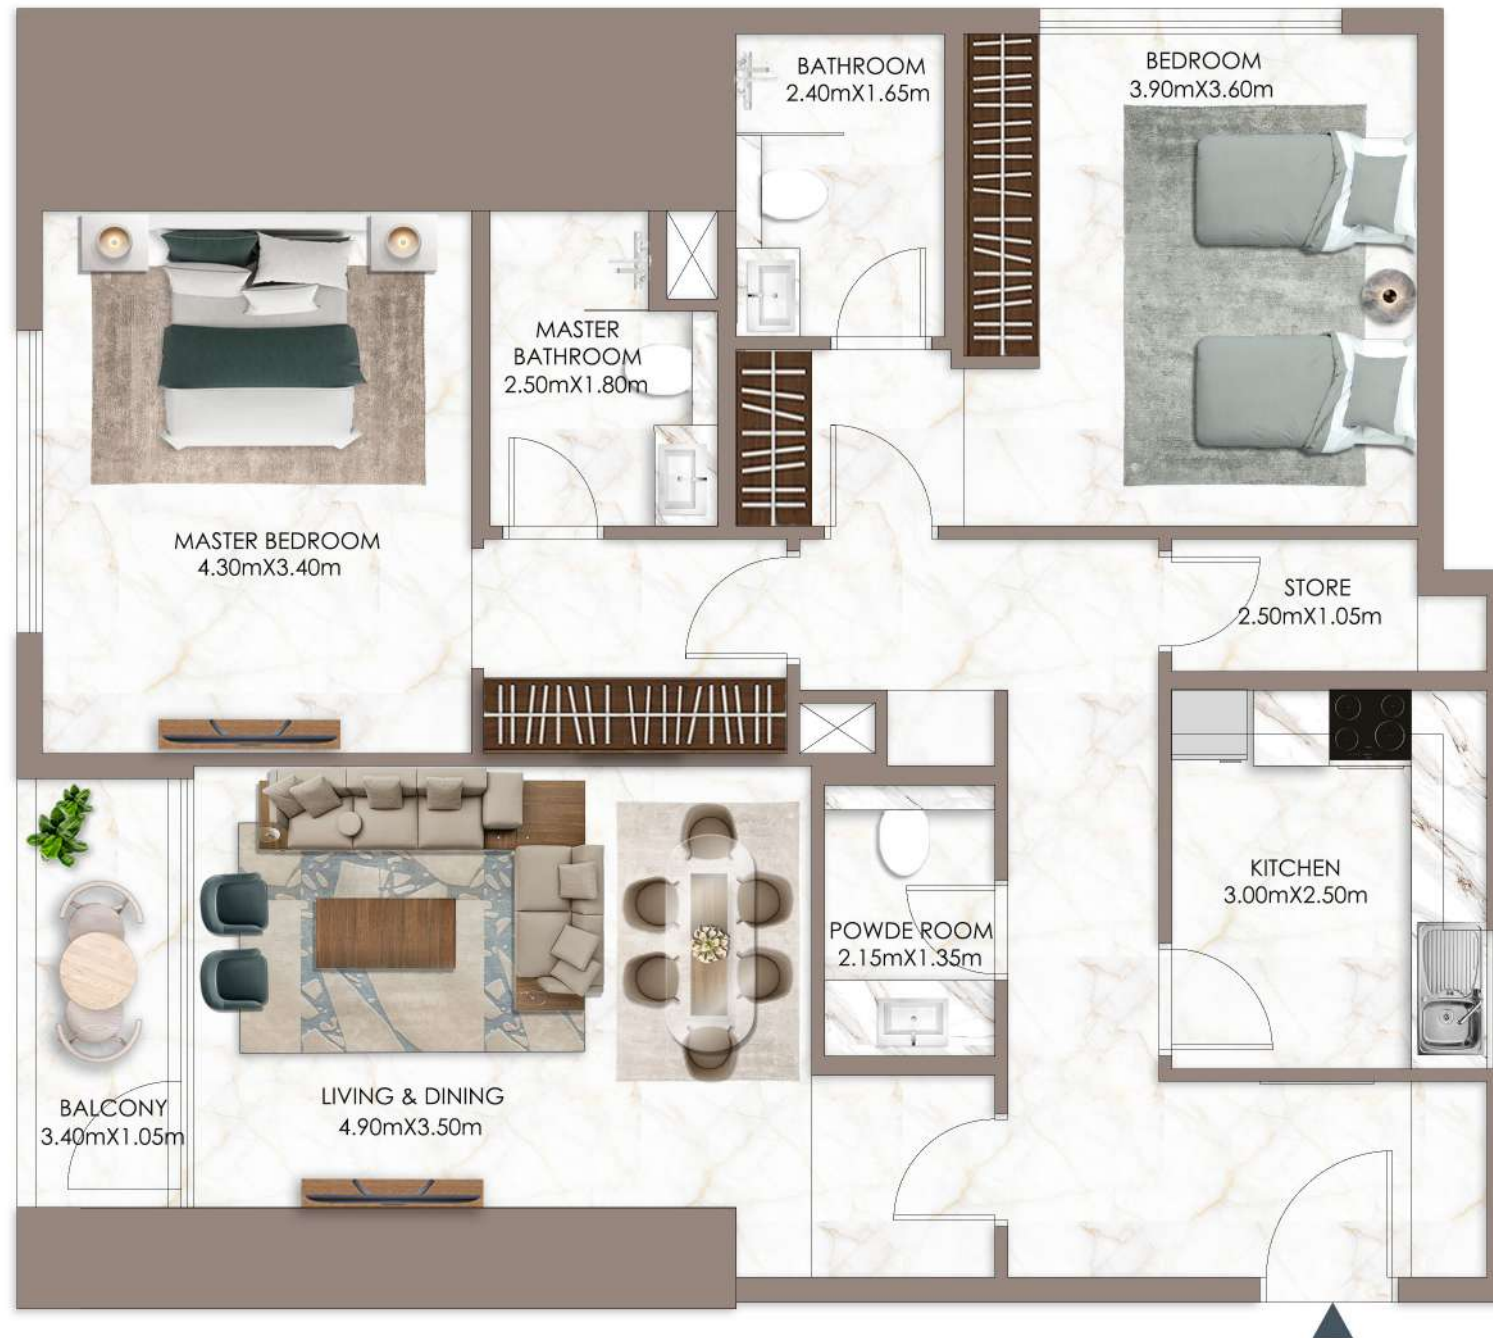 BATHROOM
2.40mX1.65m
BEDROOM
3.90mX3.60m
MASTER
BATHROOM
2.50mX1.80m
MASTER BEDROOM
4.30mX3.40m
STORE
2.50mX1.05m
KITCHEN
3.00mX2.50m
POWDE ROOM
2.15mX1.35m
LIVING & DINING
4.90mX3.50m
BALCONY
3.40mX1.05m